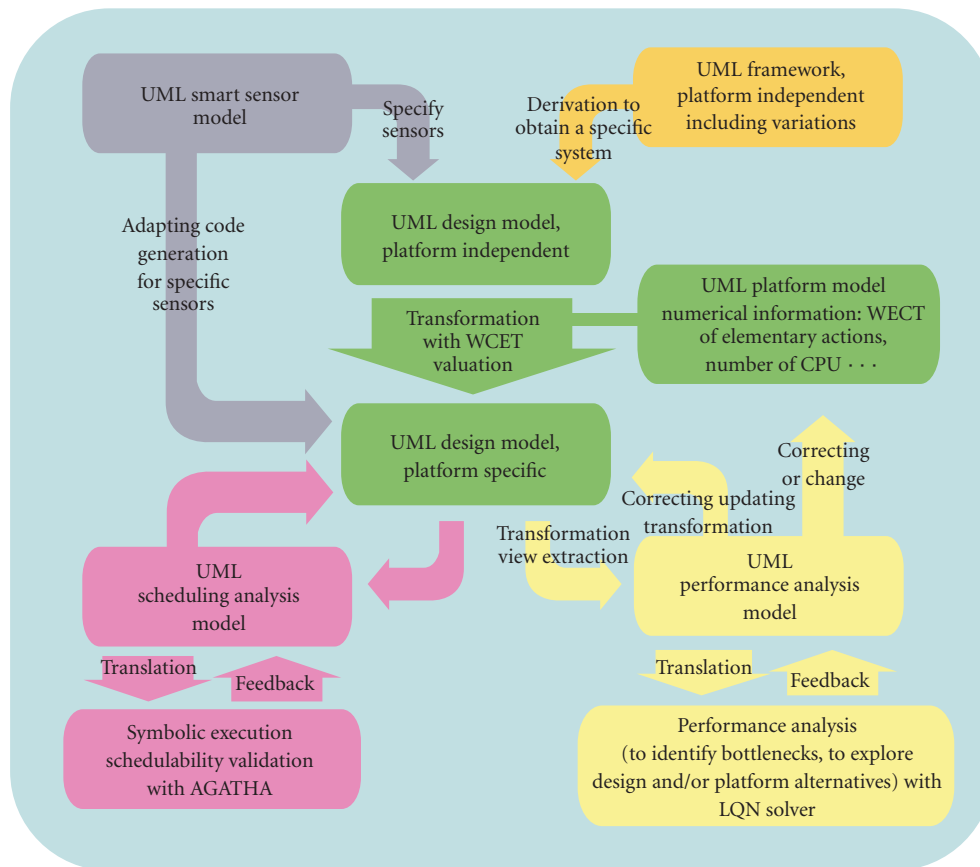 UML smart sensor
model
Specify
sensors
Derivation to
obtain a specific
system
UML framework,
platform independent
including variations
Adapting code
generation
for specific
sensors
UML design model,
platform independent
Transformation
with WCET
valuation
UML platform model
numerical information: WECT
of elementary actions,
number of CPU · · ·
UML design model,
platform specific
Correcting
or change
Correcting updating
transformation
Transformation
view extraction
UML
scheduling analysis
model
UML
performance analysis
model
Translation
Feedback
Translation
Feedback
Symbolic execution
schedulability validation
with AGATHA
Performance analysis
(to identify bottlenecks, to explore
design and/or platform alternatives) with
LQN solver